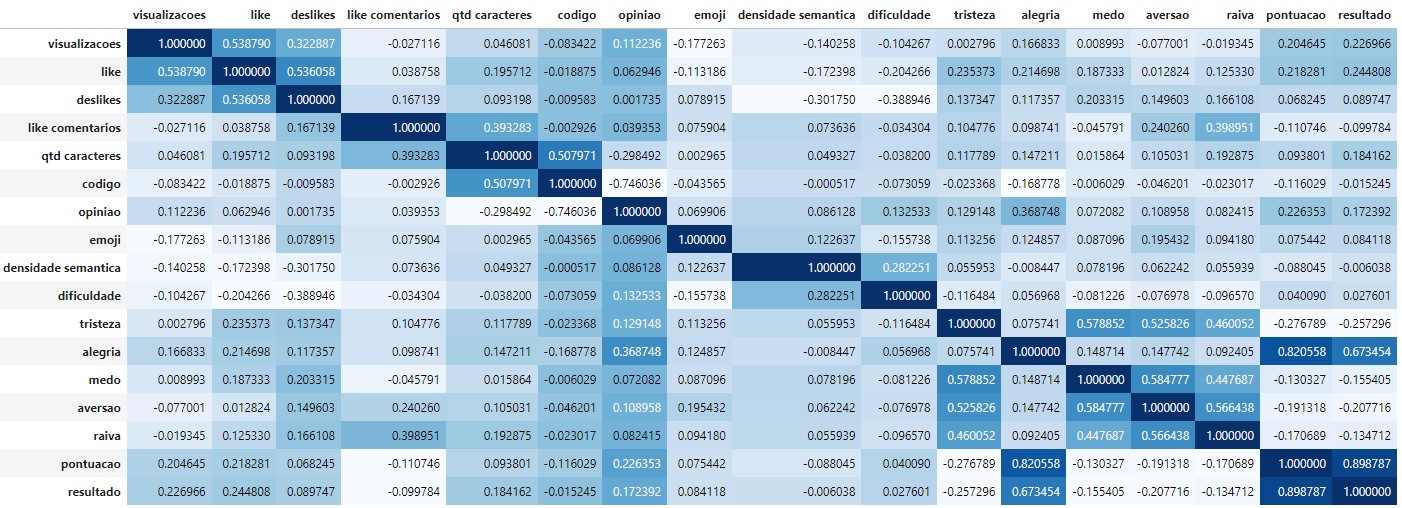 visualizacoes like deslikes like comentarios qtd caracteres codigo opiniao emoji densidade semantica dificuldade tristeza alegria medo aversao raiva pontuacao resultado
visualizacoes 1.000000 0.538790 0.322887 -0.027116 0.046081 -0.083422 0.112236 -0.177263 -0.140258 -0.104267 0.002796 0.166833 0.008993 -0.077001 -0.019345 0.204645 0.226966
like 0.538790 1.000000 0.536058 0.038758 0.195712 -0.018875 0.062946 -0.113186 -0.172398 -0.204266 0.235373 0.214698 0.187333 0.012824 0.125330 0.218281 0.244808
deslikes 0.322887 0.536058 1.000000 0.167139 0.093198 -0.009583 0.001735 0.078915 -0.301750 -0.388946 0.137347 0.117357 0.203315 0.149603 0.166108 0.068245 0.089747
like comentarios -0.027116 0.038758 0.167139 1.000000 0.393283 -0.002926 0.039353 0.075904 0.073636 -0.034304 0.104776 0.098741 -0.045791 0.240260 0.398951 -0.110746 -0.099784
qtd caracteres 0.046081 0.195712 0.093198 0.393283 1.000000 0.507971 -0.298492 0.002965 0.049327 -0.038200 0.117789 0.147211 0.015864 0.105031 0.192875 0.093801 0.184162
codigo -0.083422 -0.018875 -0.009583 -0.002926 0.507971 1.000000 -0.746036 -0.043565 -0.000517 -0.073059 -0.023368 -0.168778 -0.006029 -0.046201 -0.023017 -0.116029 -0.015245
opiniao 0.112236 0.062946 0.001735 0.039353 -0.298492 -0.746036 1.000000 0.069906 0.086128 0.132533 0.129148 0.368748 0.072082 0.108958 0.082415 0.226353 0.172392
emoji -0.177263 -0.113186 0.078915 0.075904 0.002965 -0.043565 0.069906 1.000000 0.122637 -0.155738 0.113256 0.124857 0.087096 0.195432 0.094180 0.075442 0.084118
densidade semantica -0.140258 -0.172398 -0.301750 0.073636 0.049327 -0.000517 0.086128 0.122637 1.000000 0.282251 0.055953 -0.008447 0.078196 0.062242 0.055939 -0.088045 -0.006038
dificuldade -0.104267 -0.204266 -0.388946 -0.034304 -0.038200 -0.073059 0.132533 -0.155738 0.282251 1.000000 -0.116484 0.056968 -0.081226 -0.076978 -0.096570 0.040090 0.027601
tristeza 0.002796 0.235373 0.137347 0.104776 0.117789 -0.023368 0.129148 0.113256 0.055953 -0.116484 1.000000 0.075741 0.578852 0.525826 0.460052 -0.276789 -0.257296
alegria 0.166833 0.214698 0.117357 0.098741 0.147211 -0.168778 0.368748 0.124857 -0.008447 0.056968 0.075741 1.000000 0.148714 0.147742 0.092405 0.820558 0.673454
medo 0.008993 0.187333 0.203315 -0.045791 0.015864 -0.006029 0.072082 0.087096 0.078196 -0.081226 0.578852 0.148714 1.000000 0.584777 0.447687 -0.130327 -0.155405
aversao -0.077001 0.012824 0.149603 0.240260 0.105031 -0.046201 0.108958 0.195432 0.062242 -0.076978 0.525826 0.147742 0.584777 1.000000 0.566438 -0.191318 -0.207716
raiva -0.019345 0.125330 0.166108 0.398951 0.192875 -0.023017 0.082415 0.094180 0.055939 -0.096570 0.460052 0.092405 0.447687 0.566438 1.000000 -0.170689 -0.134712
pontuacao 0.204645 0.218281 0.068245 -0.110746 0.093801 -0.116029 0.226353 0.075442 -0.088045 0.040090 -0.276789 0.820558 -0.130327 -0.191318 -0.170689 1.000000 0.898787
resultado 0.226966 0.244808 0.089747 -0.099784 0.184162 -0.015245 0.172392 0.084118 -0.006038 0.027601 -0.257296 0.673454 -0.155405 -0.207716 -0.134712 0.898787 1.000000